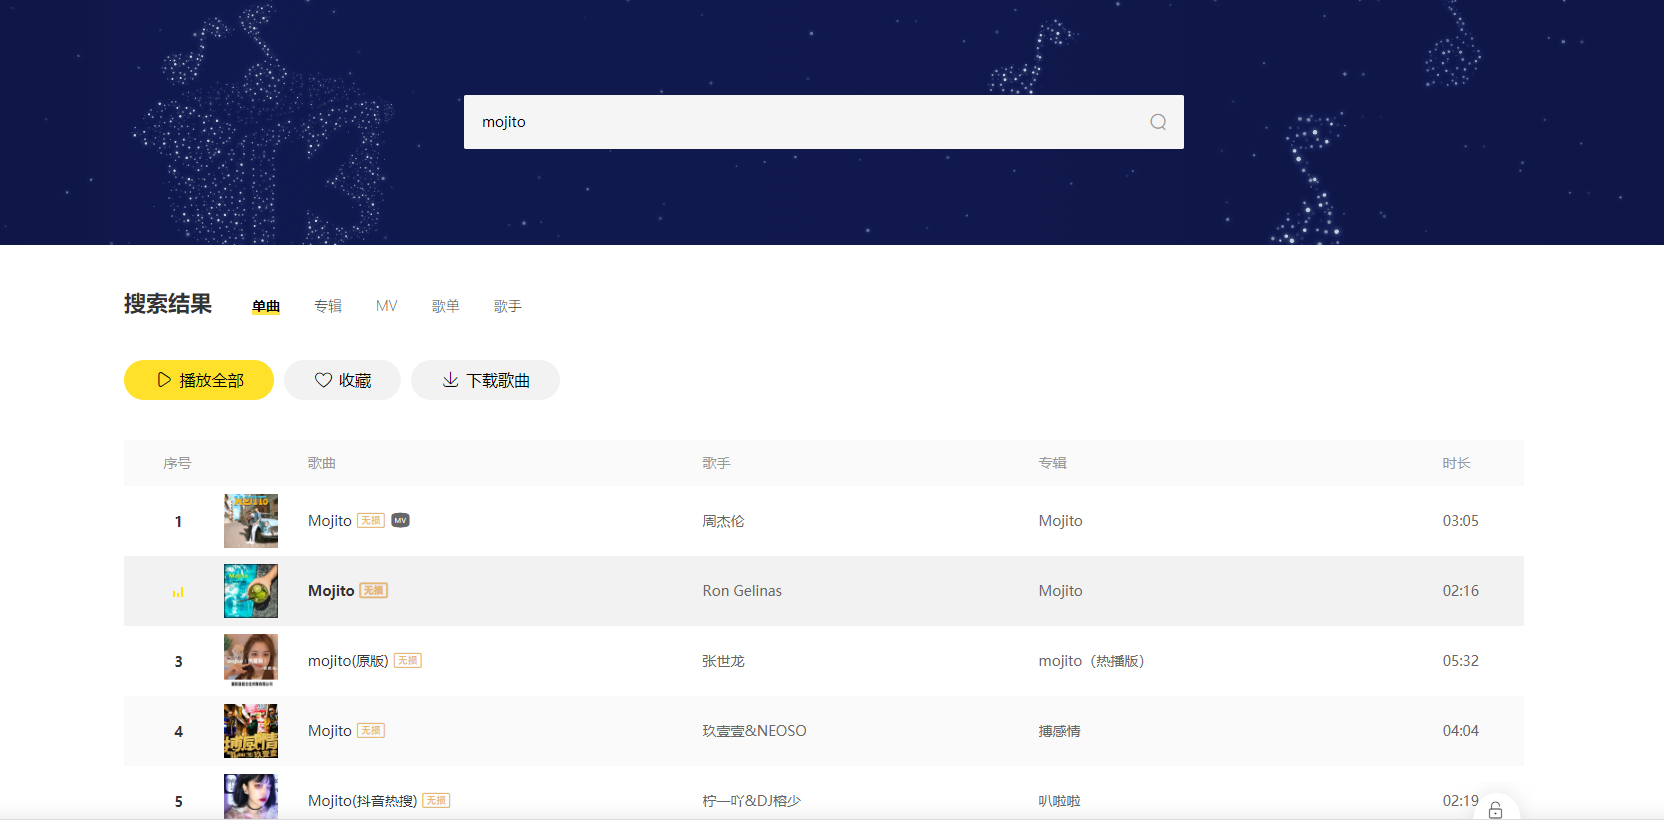 mojito
搜索结果 单曲 专辑 MV 歌单 歌手
播放全部 收藏 下载歌曲
序号 歌曲 歌手 专辑 时长
1 Mojito 无损 MV 周杰伦 Mojito 03:05
Mojito 无损 Ron Gelinas Mojito 02:16
3 mojito(原版) 无损 张世龙 mojito（热播版） 05:32
4 Mojito 无损 玖壹壹&NEOSO 搏感情 04:04
5 Mojito(抖音热搜) 无损 柠一吖&DJ榕少 叭啦啦 02:19